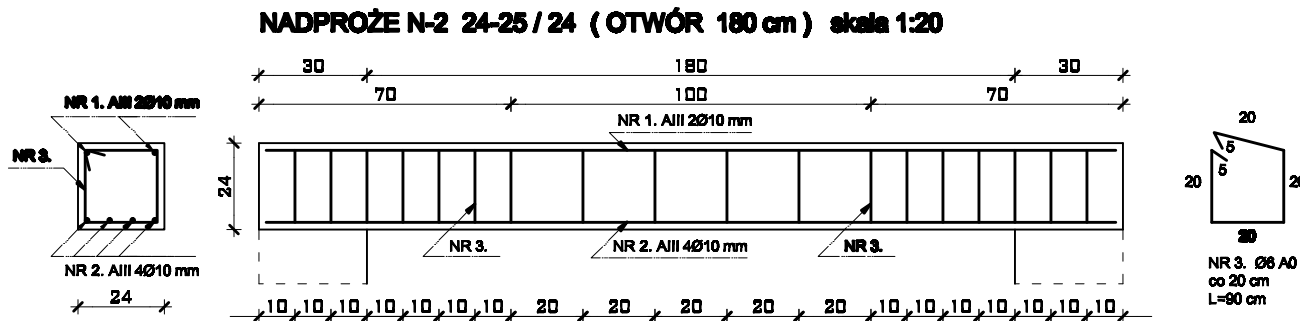 NADPROŻE N-2 24-25 / 24 ( OTWÓR 180 cm ) skala 1:20
30 180 30
70 100 70
NR 1. AIII 2Ø10 mm
NR 1. AIII 2Ø10 mm
NR 3.
24
20
5
5
20
20
NR 3.
NR 2. AIII 4Ø10 mm
NR 3.
NR 2. AIII 4Ø10 mm
24
NR 3. Ø6 A0
co 20 cm
L=90 cm
10 10 10 10 10 10 10 20 20 20 20 20 10 10 10 10 10 10 10